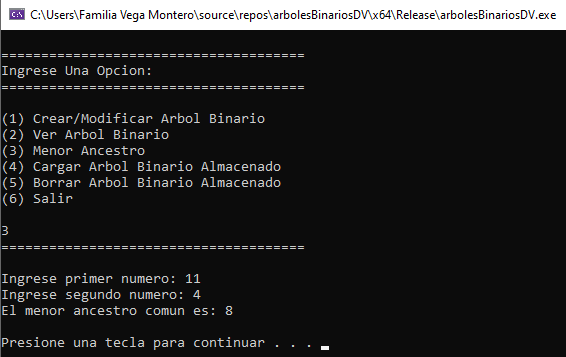 C:\Users\Familia Vega Montero\source\repos\arbolesBinariosDV\x64\Release\arbolesBinariosDV.exe
======================================
Ingrese Una Opcion:
======================================
(1) Crear/Modificar Arbol Binario
(2) Ver Arbol Binario
(3) Menor Ancestro
(4) Cargar Arbol Binario Almacenado
(5) Borrar Arbol Binario Almacenado
(6) Salir
3
======================================
Ingrese primer numero: 11
Ingrese segundo numero: 4
El menor ancestro comun es: 8
Presione una tecla para continuar . . .